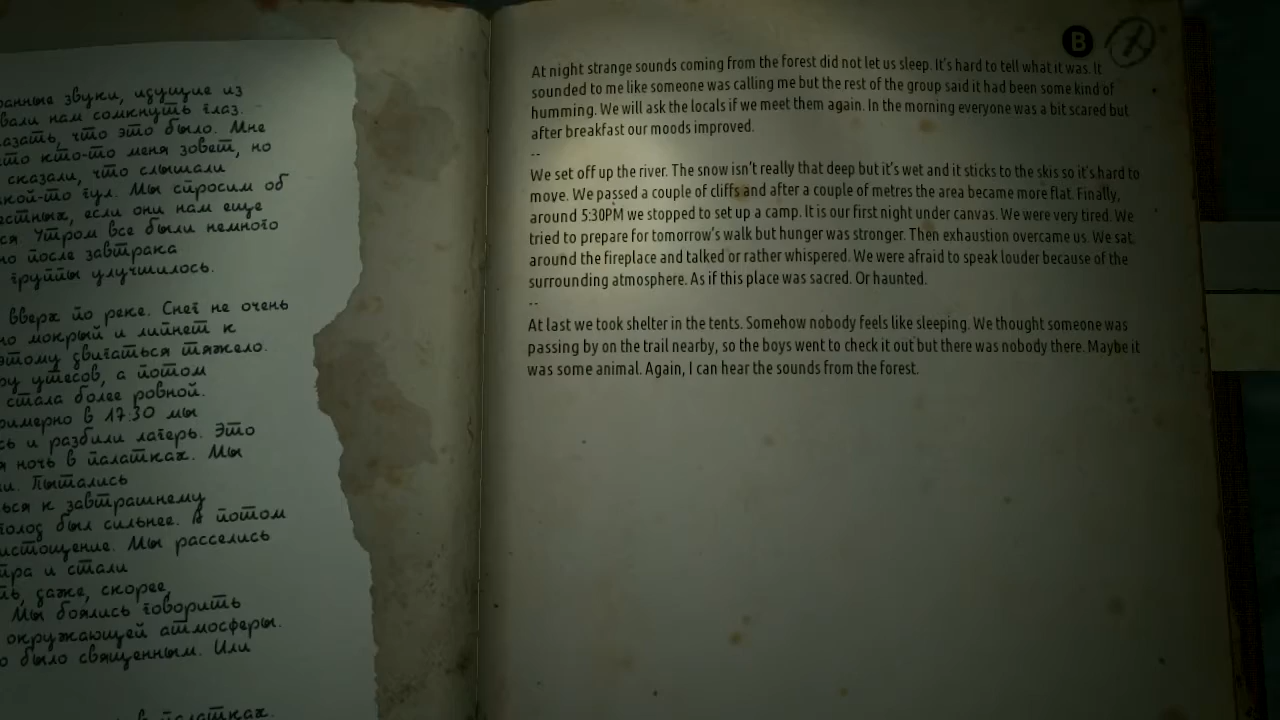 звуки, идущие из
нам сомкнуть глаз.
что это было. Мне
кто-то меня зовет, но
сказали, что слышали
гул. Мы спросим об
если они нам еще
Утром все были немного
но после завтрака
группы улучшилось.
вверх по реке. Снег не очень
но мокрый и липнет к
двигаться тяжело.
утесов, а потом
стала более ровной.
в 17:30 мы
и разбили лагерь. Это
ночь в палатках. Мы
Пытались
к завтрашнему
был сильнее. А потом
истощение. Мы расселись
и стали
даже, скорее,
Мы боялись говорить
окружающей атмосферы.
было священным. Или
в палатках.
B
At night strange sounds coming from the forest did not let us sleep. It's hard to tell what it was. It
sounded to me like someone was calling me but the rest of the group said it had been some kind of
humming. We will ask the locals if we meet them again. In the morning everyone was a bit scared but
after breakfast our moods improved.
--
We set off up the river. The snow isn't really that deep but it's wet and it sticks to the skis so it's hard to
move. We passed a couple of cliffs and after a couple of metres the area became more flat. Finally,
around 5:30PM we stopped to set up a camp. It is our first night under canvas. We were very tired. We
tried to prepare for tomorrow's walk but hunger was stronger. Then exhaustion overcame us. We sat
around the fireplace and talked or rather whispered. We were afraid to speak louder because of the
surrounding atmosphere. As if this place was sacred. Or haunted.
--
At last we took shelter in the tents. Somehow nobody feels like sleeping. We thought someone was
passing by on the trail nearby, so the boys went to check it out but there was nobody there. Maybe it
was some animal. Again, I can hear the sounds from the forest.